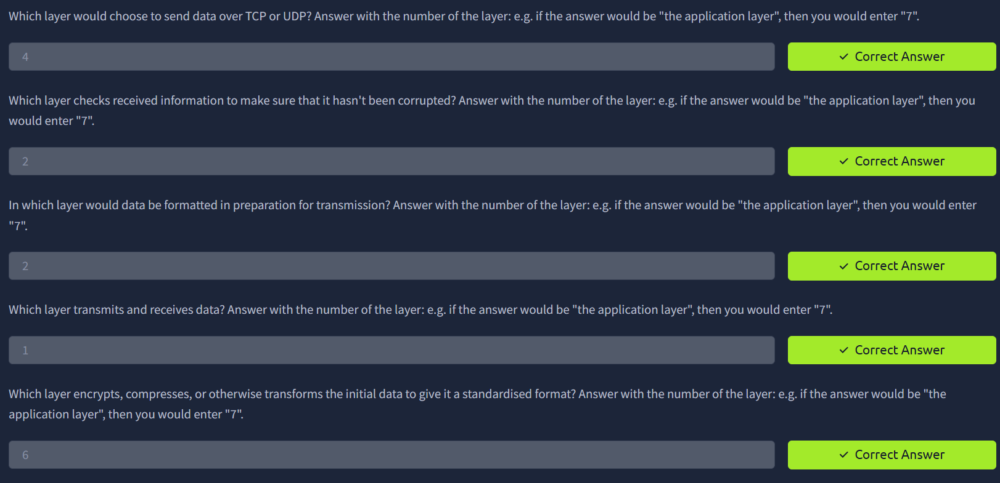 Which layer would choose to send data over TCP or UDP? Answer with the number of the layer: e.g. if the answer would be "the application layer", then you would enter "7".
4
✓ Correct Answer
Which layer checks received information to make sure that it hasn't been corrupted? Answer with the number of the layer: e.g. if the answer would be "the application layer", then you
would enter "7".
2
✓ Correct Answer
In which layer would data be formatted in preparation for transmission? Answer with the number of the layer: e.g. if the answer would be "the application layer", then you would enter
"7".
2
✓ Correct Answer
Which layer transmits and receives data? Answer with the number of the layer: e.g. if the answer would be "the application layer", then you would enter "7".
1
✓ Correct Answer
Which layer encrypts, compresses, or otherwise transforms the initial data to give it a standardised format? Answer with the number of the layer: e.g. if the answer would be "the
application layer", then you would enter "7".
6
✓ Correct Answer